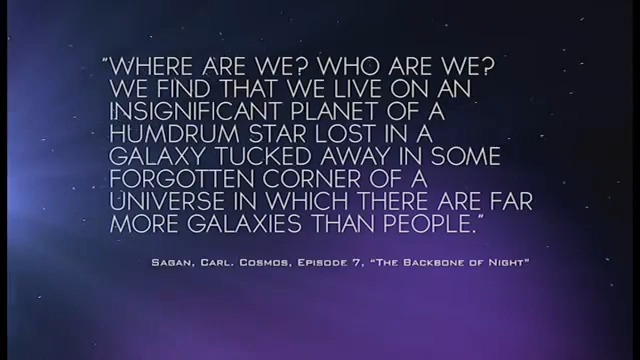 "WHERE ARE WE? WHO ARE WE?
WE FIND THAT WE LIVE ON AN
INSIGNIFICANT PLANET OF A
HUMDRUM STAR LOST IN A
GALAXY TUCKED AWAY IN SOME
FORGOTTEN CORNER OF A
UNIVERSE IN WHICH THERE ARE FAR
MORE GALAXIES THAN PEOPLE."
SAGAN, CARL. COSMOS, EPISODE 7, "THE BACKBONE OF NIGHT"